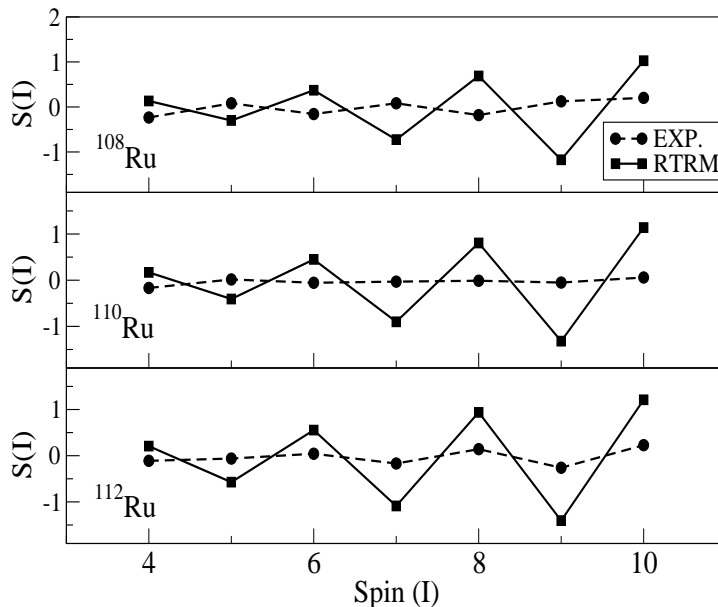 2
1
0
-1
S(I)
108Ru
EXP.
RTRM
1
0
-1
S(I)
110Ru
1
0
-1
S(I)
112Ru
4 6 8 10
Spin (I)